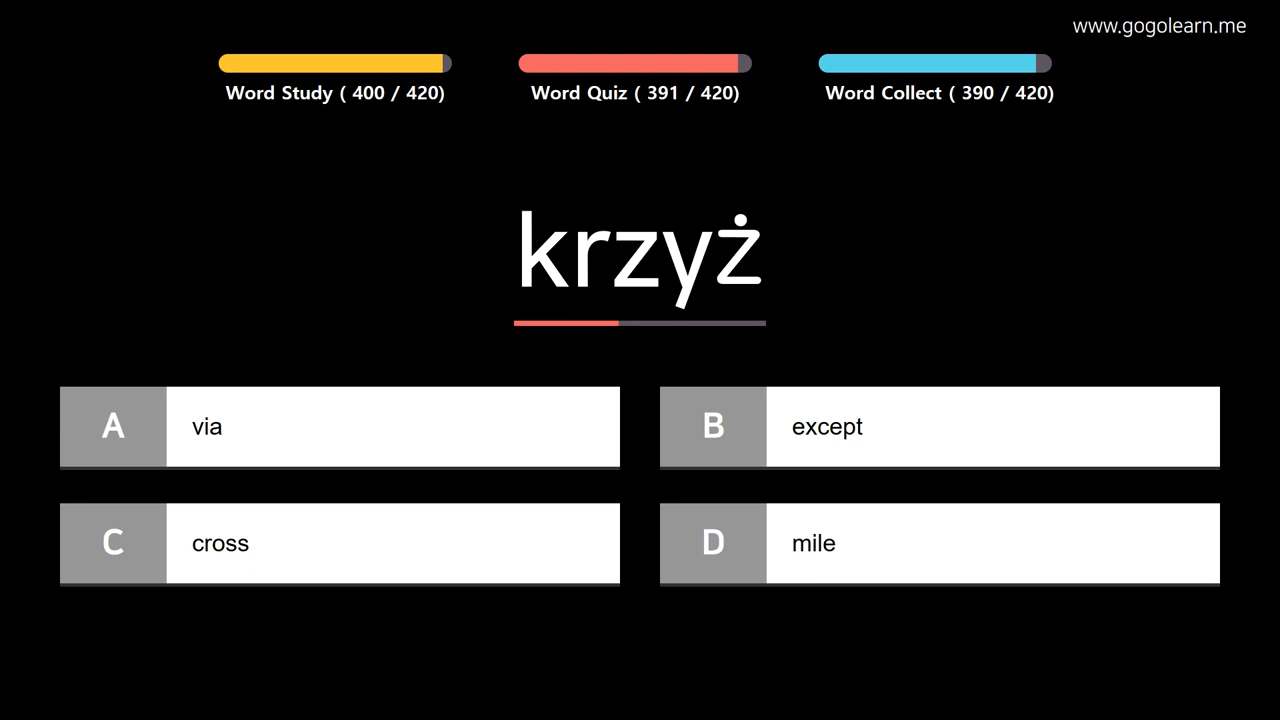 www.gogolearn.me
Word Study ( 400 / 420)
Word Quiz ( 391 / 420)
Word Collect ( 390 / 420)
krzyż
A via
B except
C cross
D mile